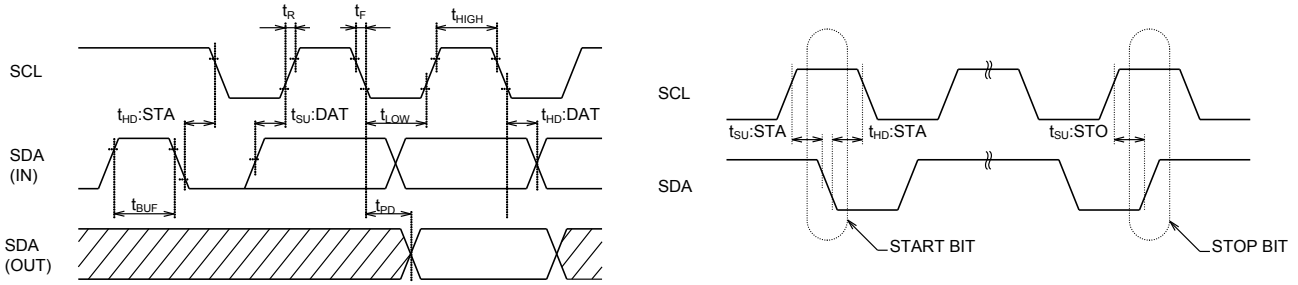 tR
tF
tHIGH
SCL
tHD:STA
tSU:DAT
tLOW
tHD:DAT
SDA
(IN)
tBUF
tPD
SDA
(OUT)
SCL
tSU:STA
tHD:STA
tSU:STO
SDA
START BIT
STOP BIT